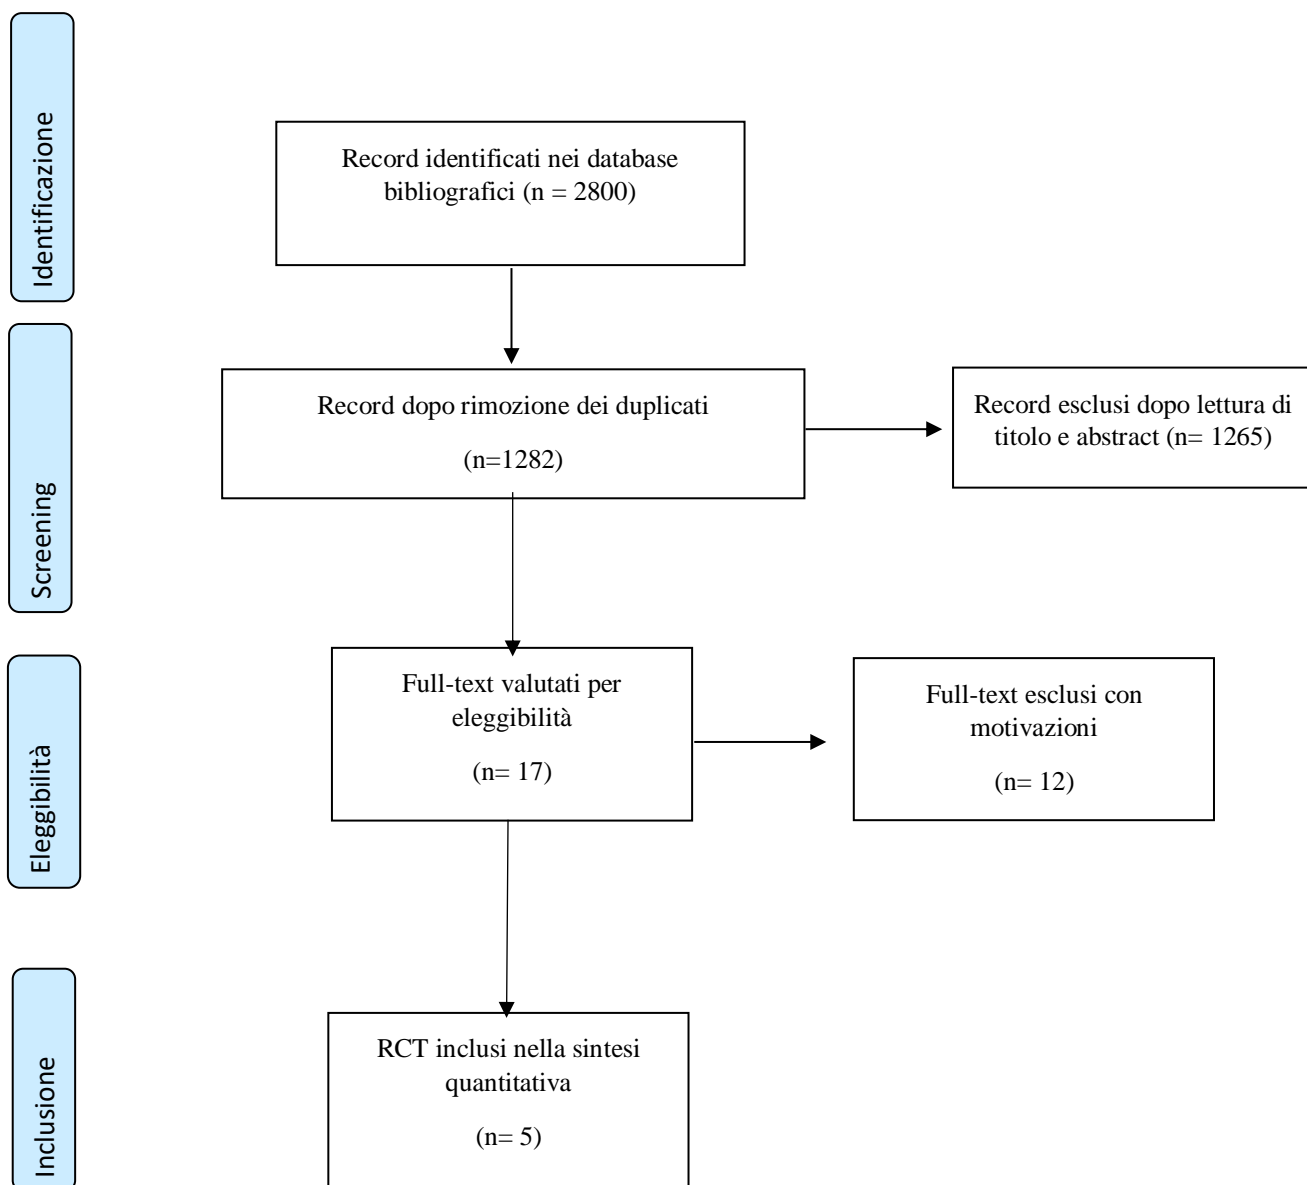 Identificazione
Record identificati nei database
bibliografici (n = 2800)
Screening
Record dopo rimozione dei duplicati
(n=1282)
Record esclusi dopo lettura di
titolo e abstract (n= 1265)
Eleggibilità
Full-text valutati per
eleggibilità
(n= 17)
Full-text esclusi con
motivazioni
(n= 12)
Inclusione
RCT inclusi nella sintesi
quantitativa
(n= 5)